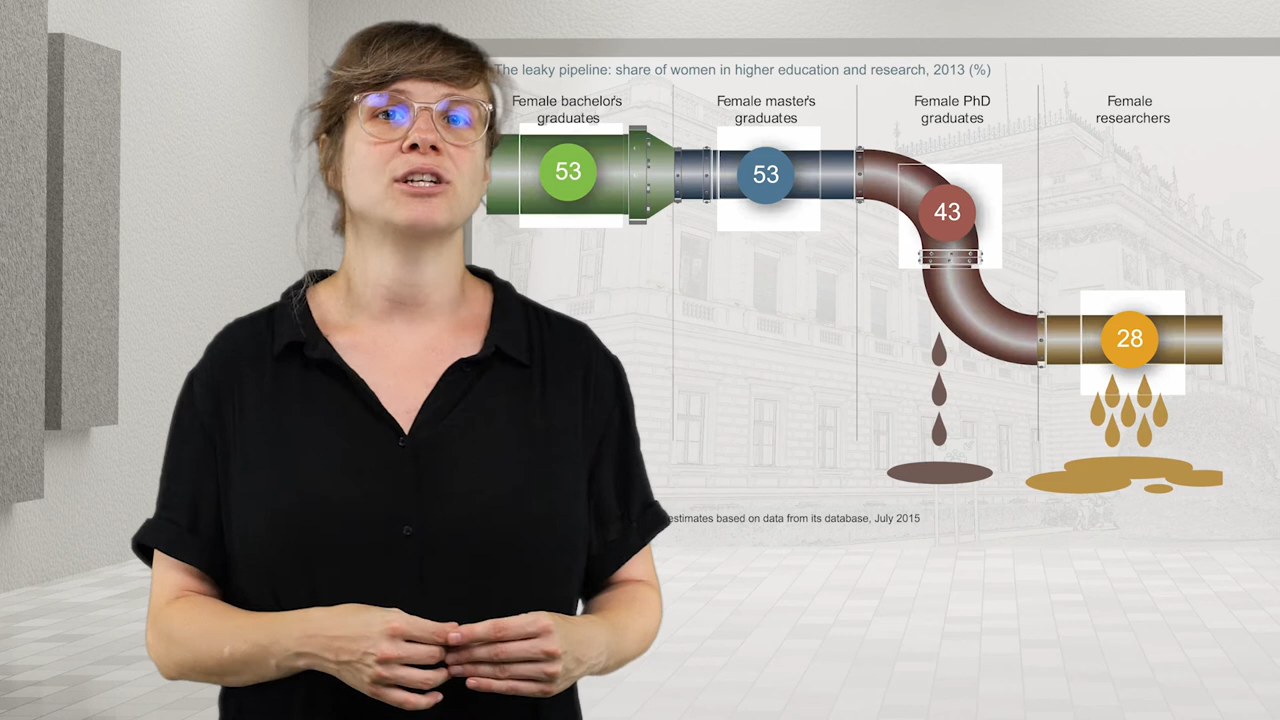 The leaky pipeline: share of women in higher education and research, 2013 (%)
Female bachelor's
graduates
Female master's
graduates
Female PhD
graduates
Female
researchers
53
53
43
28
estimates based on data from its database, July 2015